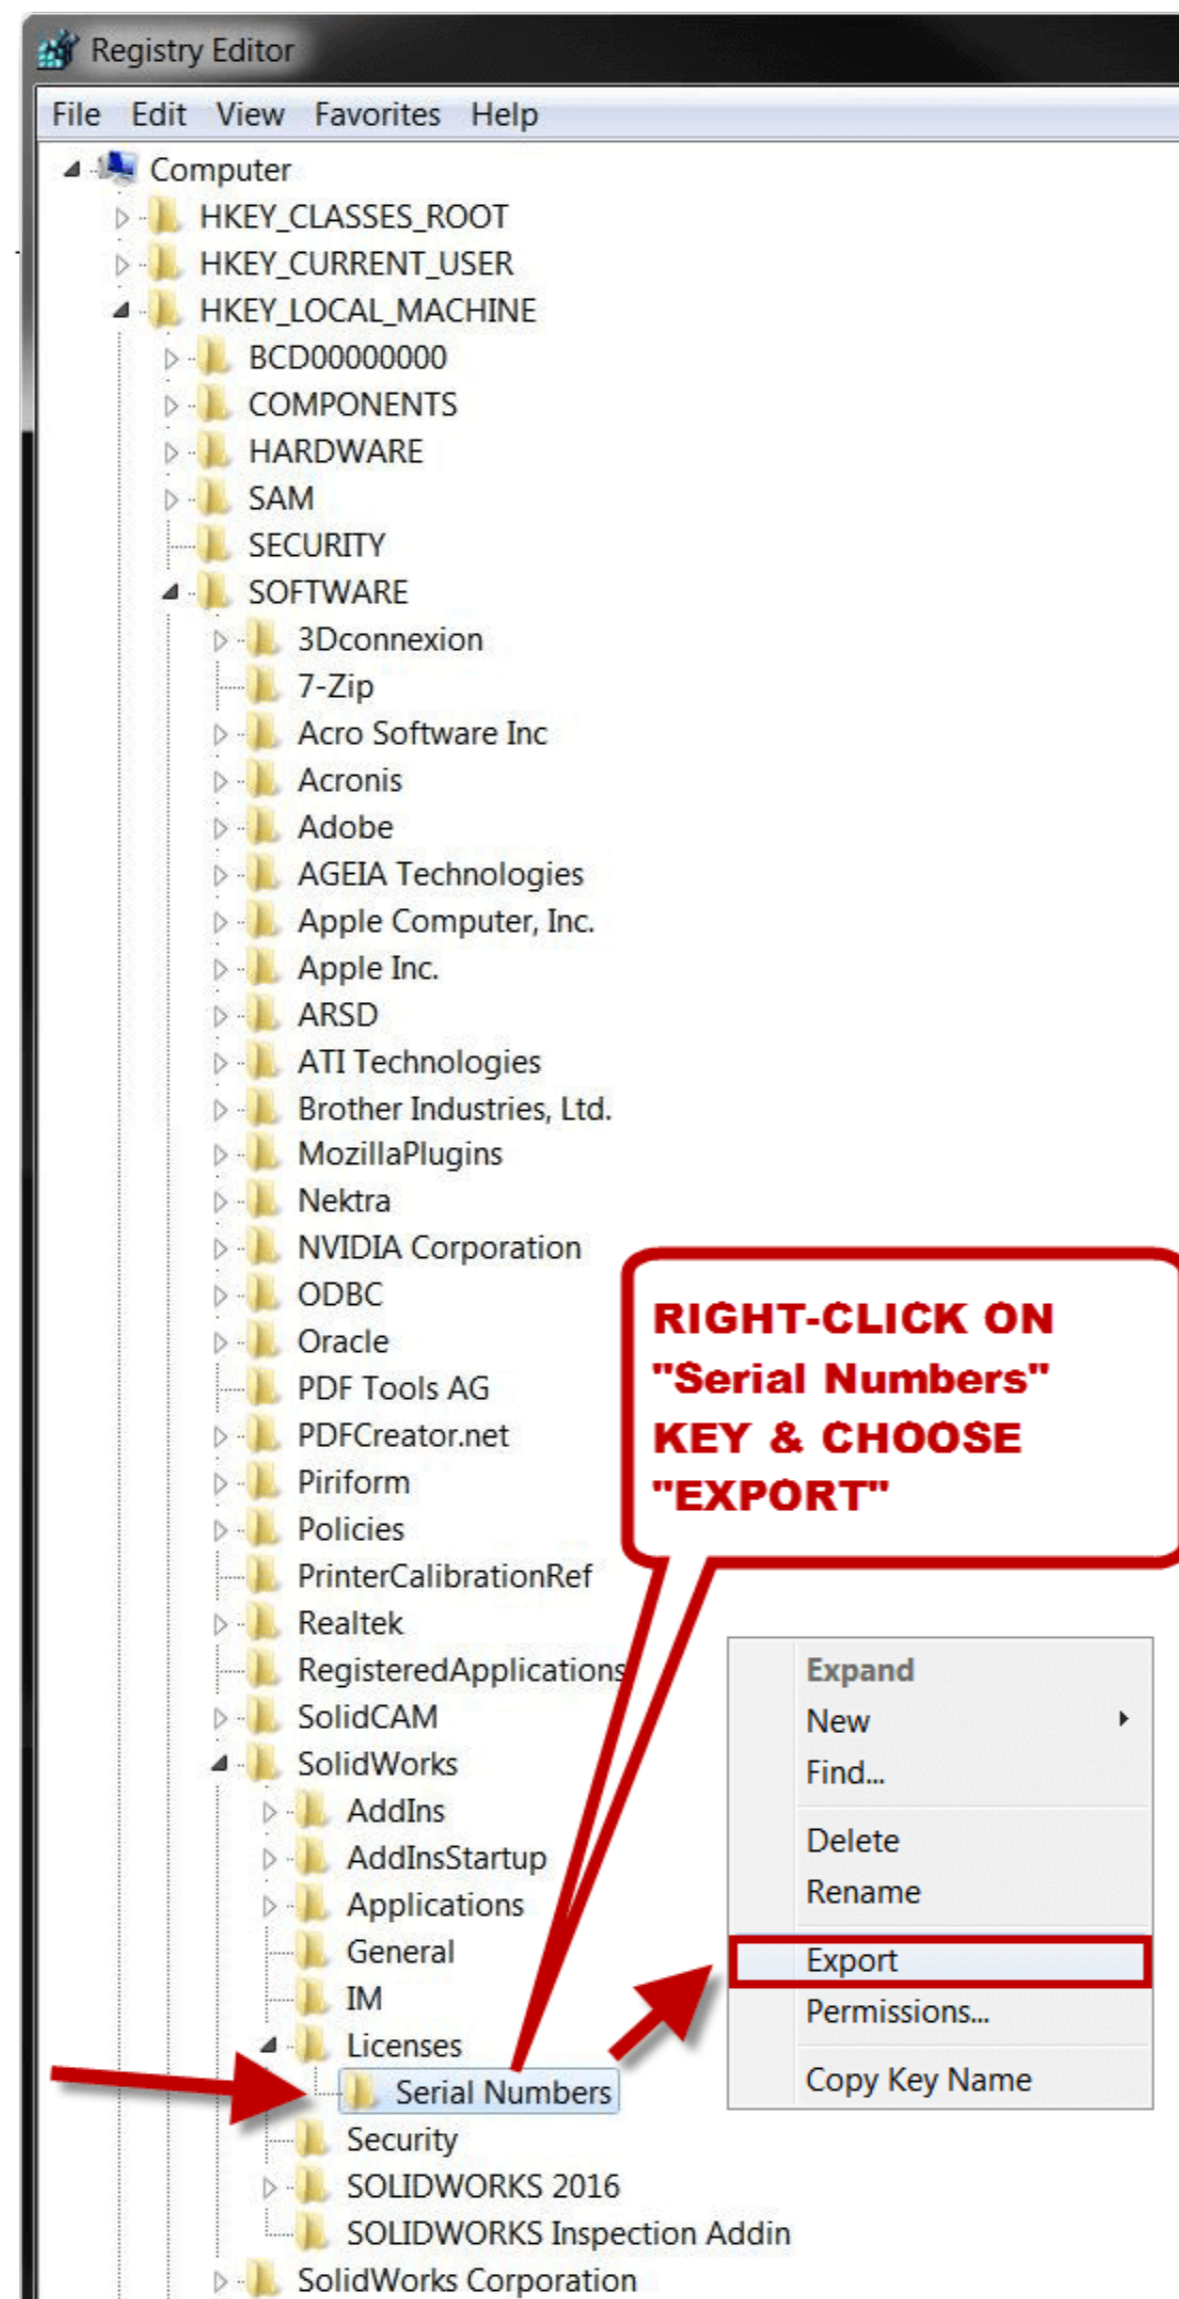 Registry Editor
File Edit View Favorites Help
Computer
HKEY_CLASSES_ROOT
HKEY_CURRENT_USER
HKEY_LOCAL_MACHINE
BCD00000000
COMPONENTS
HARDWARE
SAM
SECURITY
SOFTWARE
3Dconnexion
7-Zip
Acro Software Inc
Acronis
Adobe
AGEIA Technologies
Apple Computer, Inc.
Apple Inc.
ARSD
ATI Technologies
Brother Industries, Ltd.
MozillaPlugins
Nektra
NVIDIA Corporation
ODBC
Oracle
PDF Tools AG
PDFCreator.net
Piriform
Policies
PrinterCalibrationRef
Realtek
RegisteredApplications
SolidCAM
SolidWorks
AddIns
AddInsStartup
Applications
General
IM
Licenses
Serial Numbers
Security
SOLIDWORKS 2016
SOLIDWORKS Inspection Addin
SolidWorks Corporation
RIGHT-CLICK ON
"Serial Numbers"
KEY & CHOOSE
"EXPORT"
Expand
New
Find...
Delete
Rename
Export
Permissions...
Copy Key Name